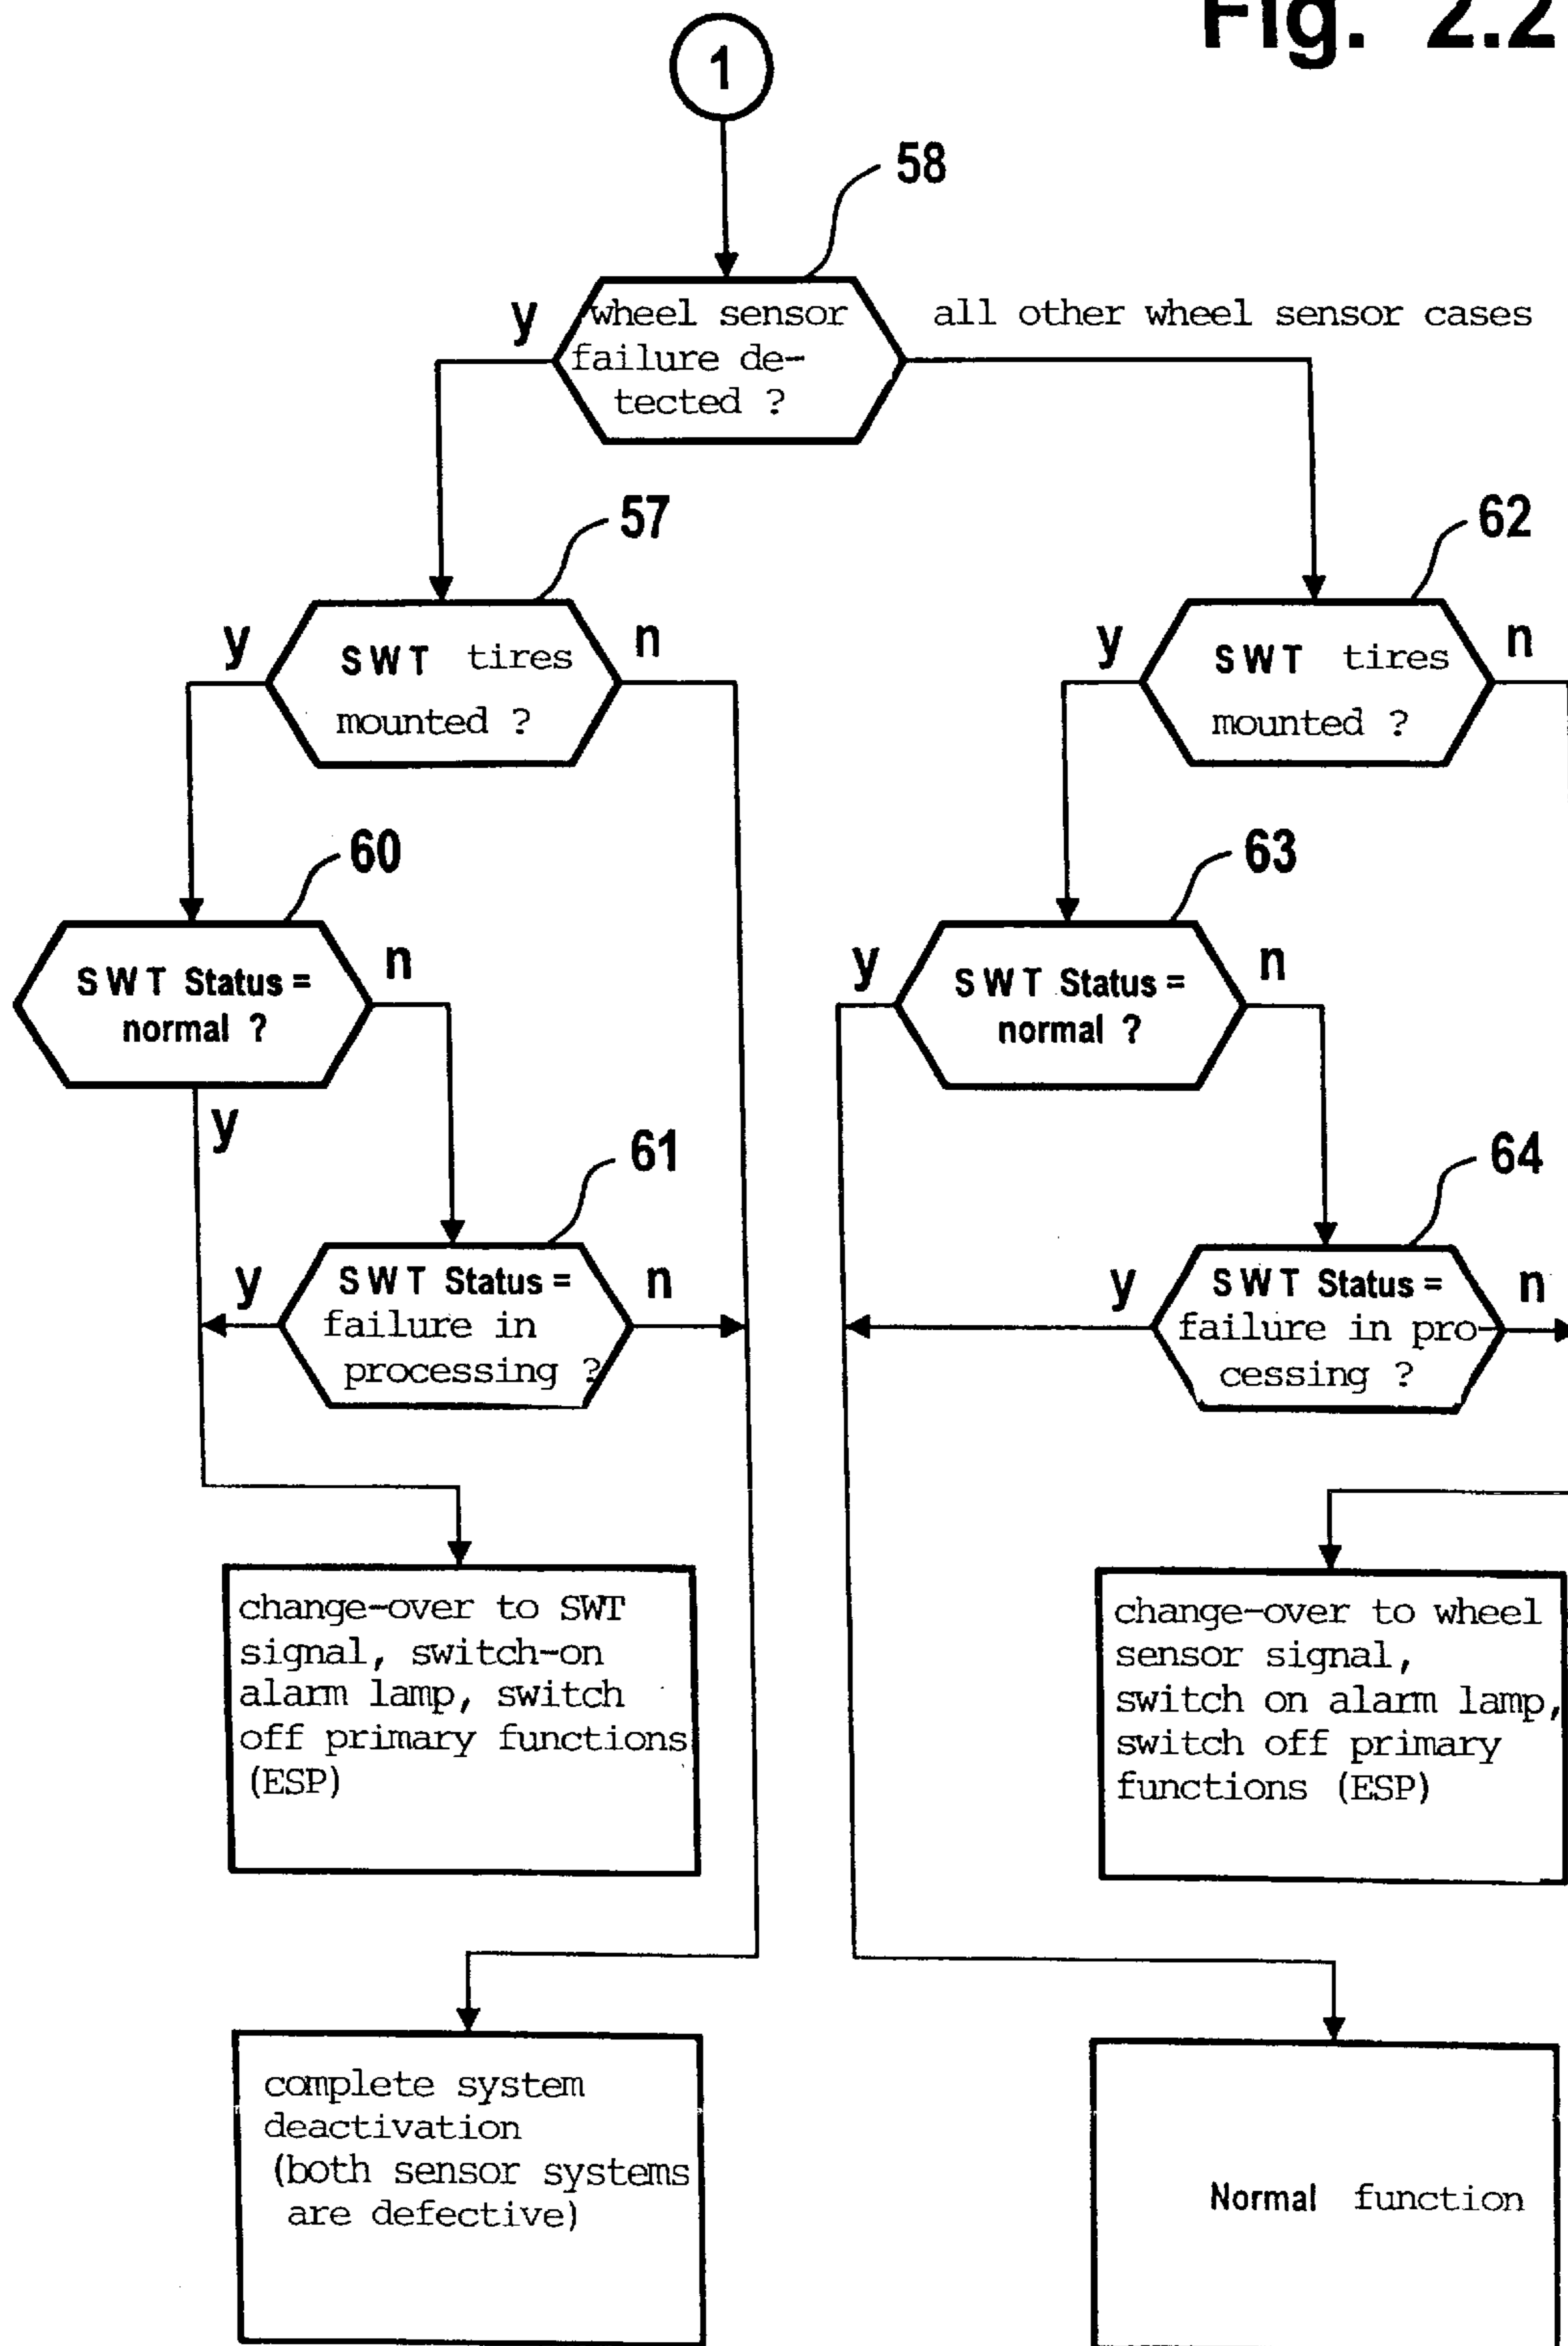 Fig. 2.2
1
58
y
wheel sensor
failure de-
tected ?
all other wheel sensor cases
57
y
SWT tires
mounted ?
n
62
y
SWT tires
mounted ?
n
60
SWT Status =
normal ?
n
y
63
y
SWT Status =
normal ?
n
61
y
SWT Status =
failure in
processing ?
n
64
y
SWT Status =
failure in pro-
cessing ?
n
change-over to SWT
signal, switch-on
alarm lamp, switch
off primary functions
(ESP)
change-over to wheel
sensor signal,
switch on alarm lamp,
switch off primary
functions (ESP)
complete system
deactivation
(both sensor systems
are defective)
Normal function